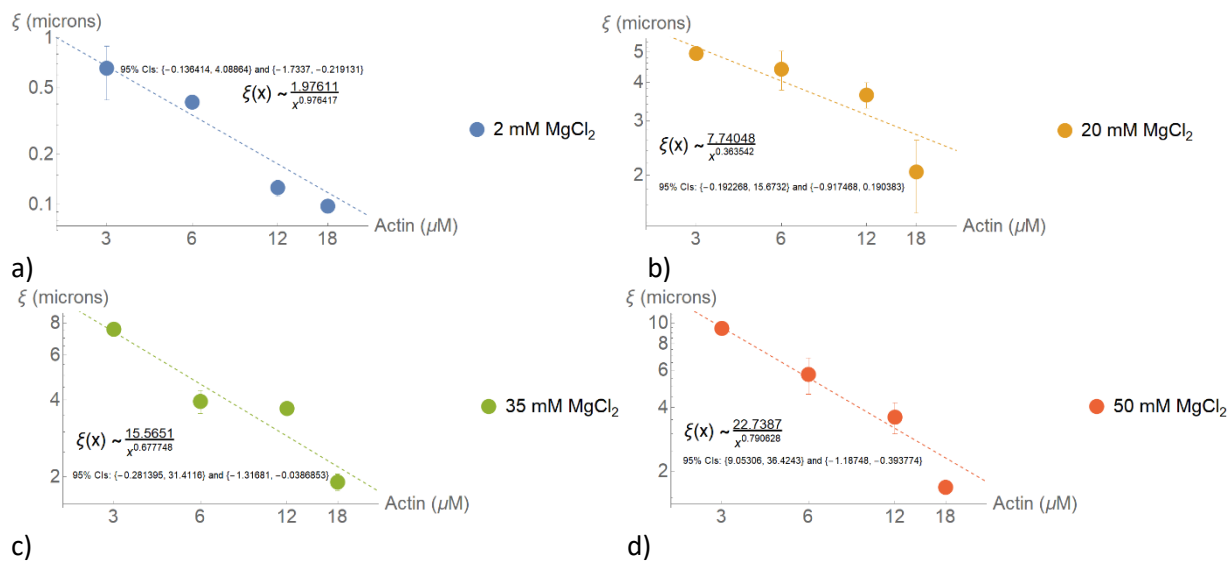 ξ (microns)
1
0.5
0.2
0.1
95% CIs: {-0.136414, 4.08864} and {-1.7337, -0.219131}
ξ(x) ~ 1.97611
x^0.976417
2 mM MgCl₂
3 6 12 18 Actin (μM)
a)
ξ (microns)
5
4
3
2
ξ(x) ~ 7.74048
x^0.363542
95% CIs: {-0.192268, 15.6732} and {-0.917468, 0.190383}
20 mM MgCl₂
3 6 12 18 Actin (μM)
b)
ξ (microns)
8
6
4
2
ξ(x) ~ 15.5651
x^0.677748
95% CIs: {-0.281395, 31.4116} and {-1.31681, -0.0386853}
35 mM MgCl₂
3 6 12 18 Actin (μM)
c)
ξ (microns)
10
8
6
4
2
ξ(x) ~ 22.7387
x^0.790628
95% CIs: {9.05306, 36.4243} and {-1.18748, -0.393774}
50 mM MgCl₂
3 6 12 18 Actin (μM)
d)